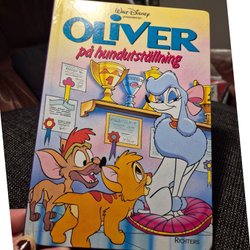 Walt Disney
OLIVER
på hundutställning
RICHTERS